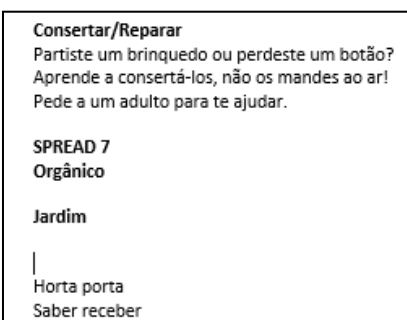 Consertar/Reparar
Partiste um brinquedo ou perdeste um botão?
Aprende a consertá-los, não os mandes ao ar!
Pede a um adulto para te ajudar.
SPREAD 7
Orgânico
Jardim
Horta porta
Saber receber